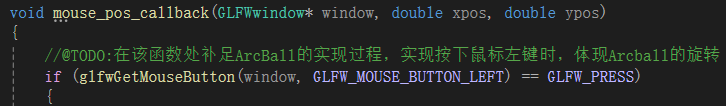 void mouse_pos_callback(GLFWwindow* window, double xpos, double ypos)
{
//@TODO:在该函数处补足ArcBall的实现过程，实现按下鼠标左键时，体现Arcball的旋转
if (glfwGetMouseButton(window, GLFW_MOUSE_BUTTON_LEFT) == GLFW_PRESS)
{